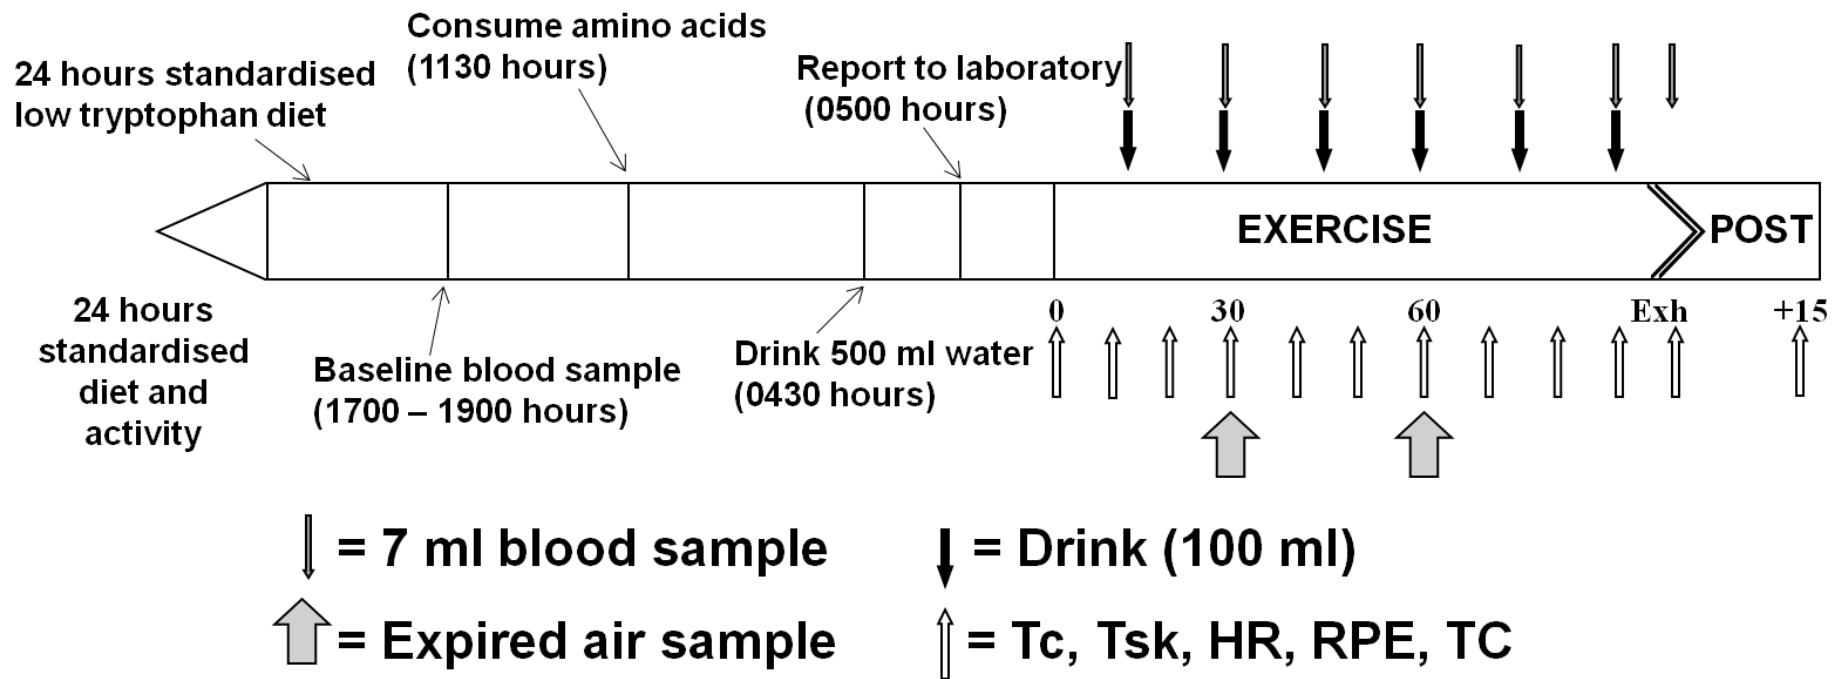 Consume amino acids
(1130 hours)
24 hours standardised
low tryptophan diet
Report to laboratory
(0500 hours)
EXERCISE
POST
0
30
60
Exh
+15
24 hours
standardised
diet and
activity
Baseline blood sample
(1700 – 1900 hours)
Drink 500 ml water
(0430 hours)
= 7 ml blood sample
= Drink (100 ml)
= Expired air sample
= Tc, Tsk, HR, RPE, TC